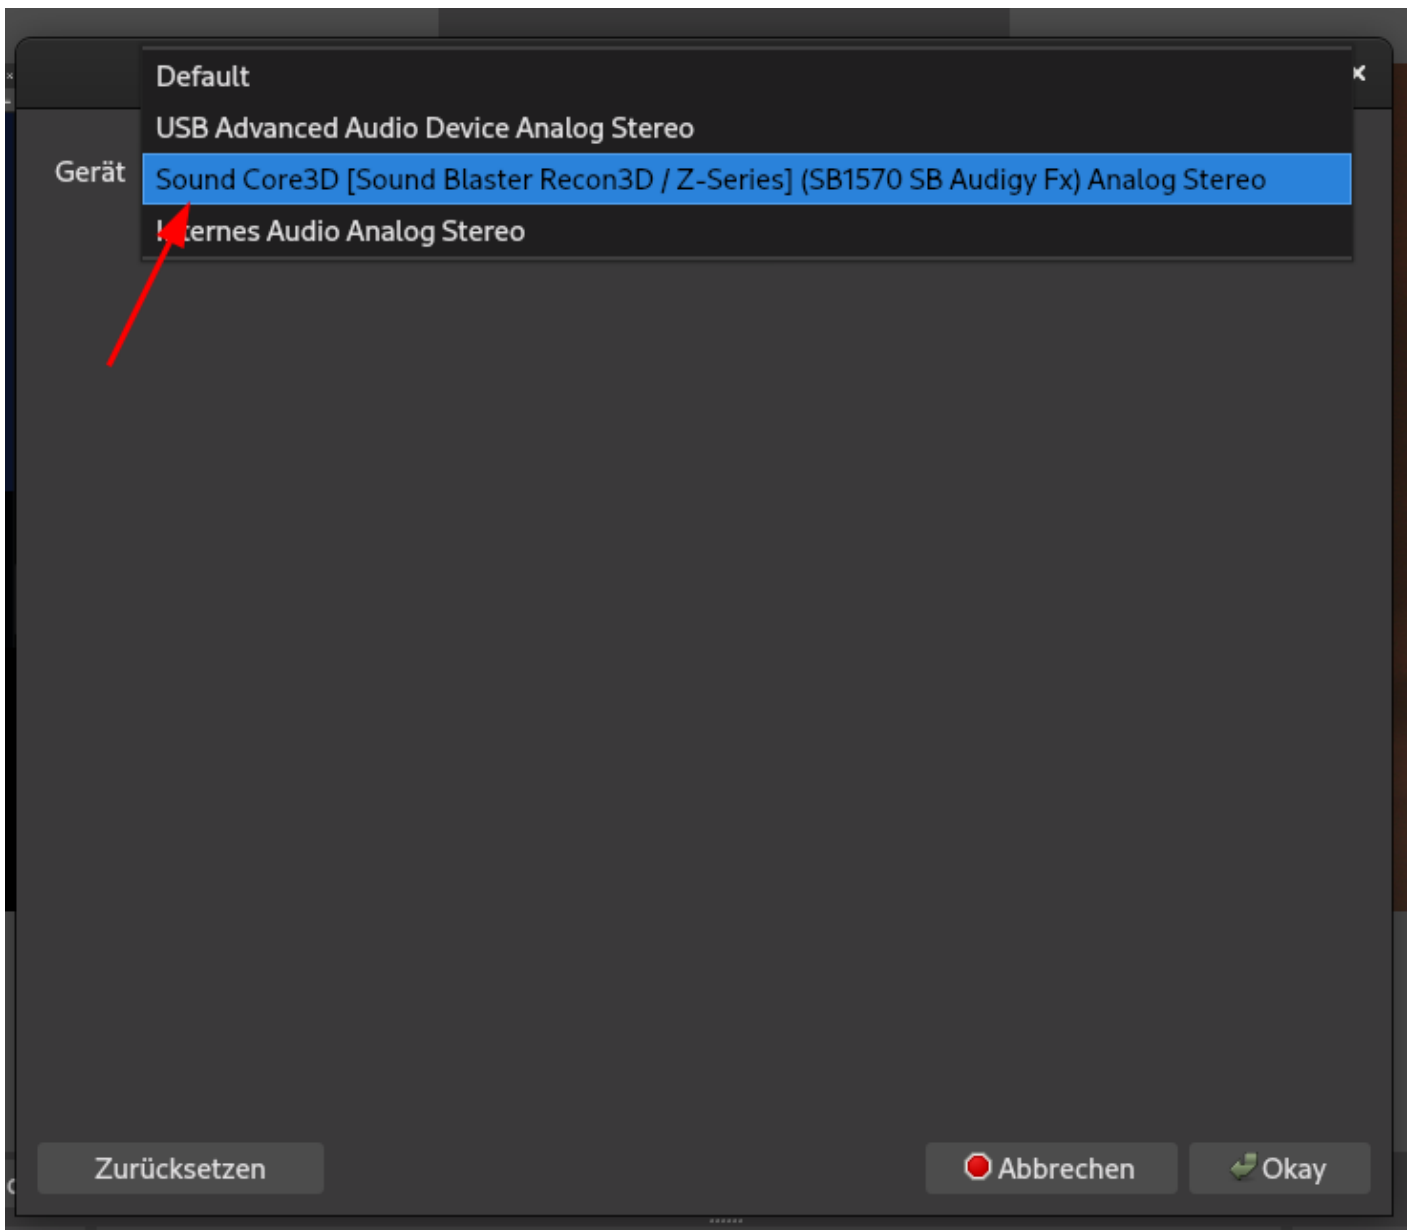 Default
USB Advanced Audio Device Analog Stereo
Gerät
Sound Core3D [Sound Blaster Recon3D / Z-Series] (SB1570 SB Audigy Fx) Analog Stereo
Internes Audio Analog Stereo
Zurücksetzen
Abbrechen
Okay